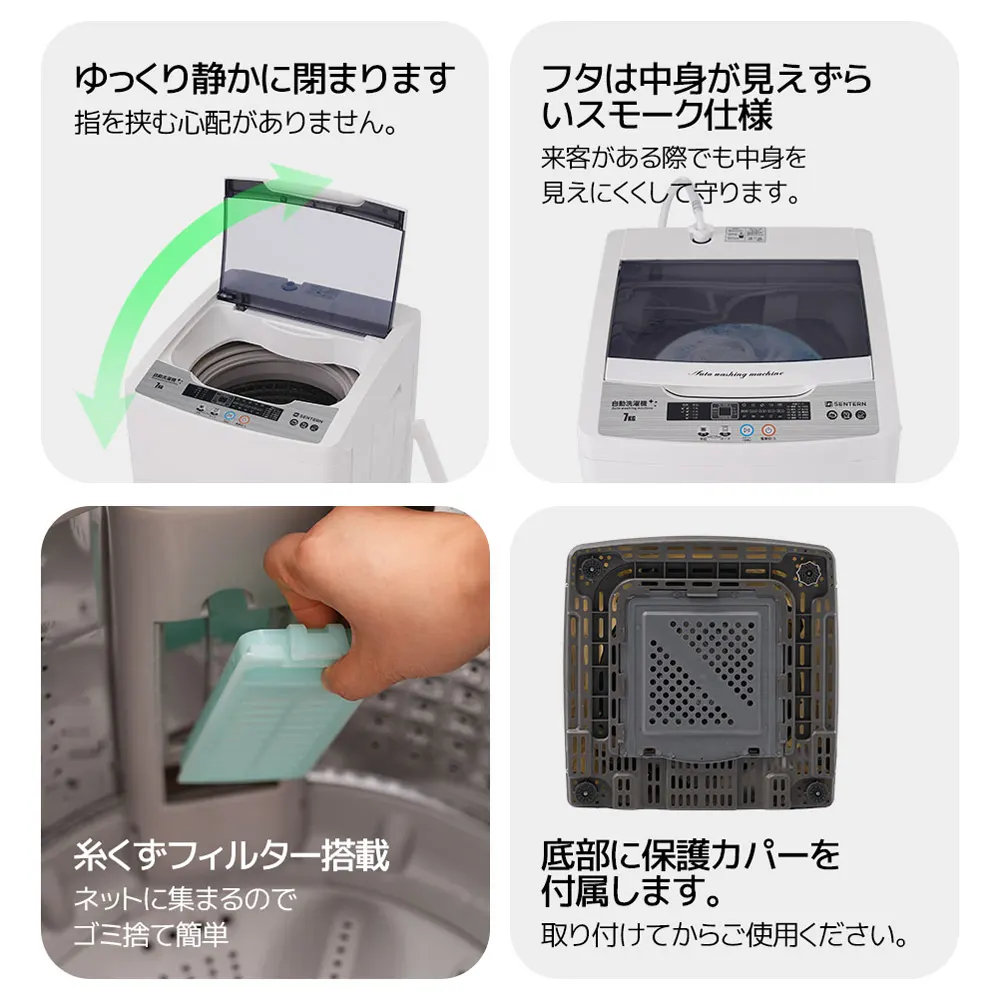 ゆっくり静かに閉まります
指を挟む心配がありません。
自動洗濯機
7KG
SENTERN
フタは中身が見えずら
いスモーク仕様
来客がある際でも中身を
見えにくくして守ります。
Auto washing machine
自動洗濯機
Auto washing machine
7KG
SENTERN
糸くずフィルター搭載
ネットに集まるので
ゴミ捨て簡単
底部に保護カバーを
付属します。
取り付けてからご使用ください。